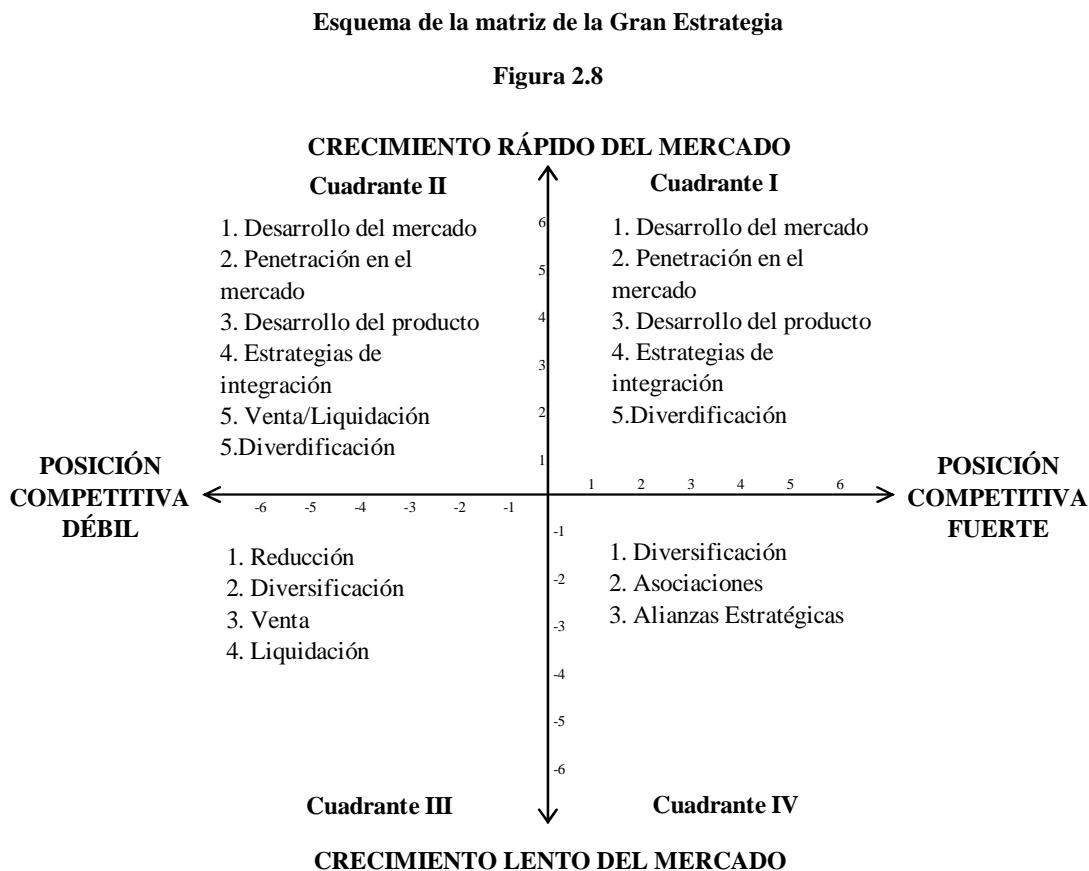 Esquema de la matriz de la Gran Estrategia
Figura 2.8
CRECIMIENTO RÁPIDO DEL MERCADO
Cuadrante II
1. Desarrollo del mercado
2. Penetración en el
mercado
3. Desarrollo del producto
4. Estrategias de
integración
5. Venta/Liquidación
5.Diverdificación
Cuadrante I
1. Desarrollo del mercado
2. Penetración en el
mercado
3. Desarrollo del producto
4. Estrategias de
integración
5.Diverdificación
6
5
4
3
2
1
POSICIÓN
COMPETITIVA
DÉBIL
-6 -5 -4 -3 -2 -1
1 2 3 4 5 6
POSICIÓN
COMPETITIVA
FUERTE
1. Reducción
2. Diversificación
3. Venta
4. Liquidación
-1
-2
-3
-4
-5
-6
1. Diversificación
2. Asociaciones
3. Alianzas Estratégicas
Cuadrante III
Cuadrante IV
CRECIMIENTO LENTO DEL MERCADO